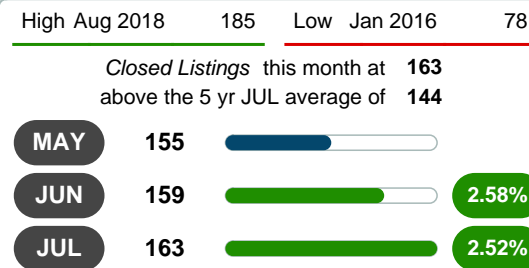 High Aug 2018 185 Low Jan 2016 78
Closed Listings this month at 163
above the 5 yr JUL average of 144
MAY 155
JUN 159 2.58%
JUL 163 2.52%